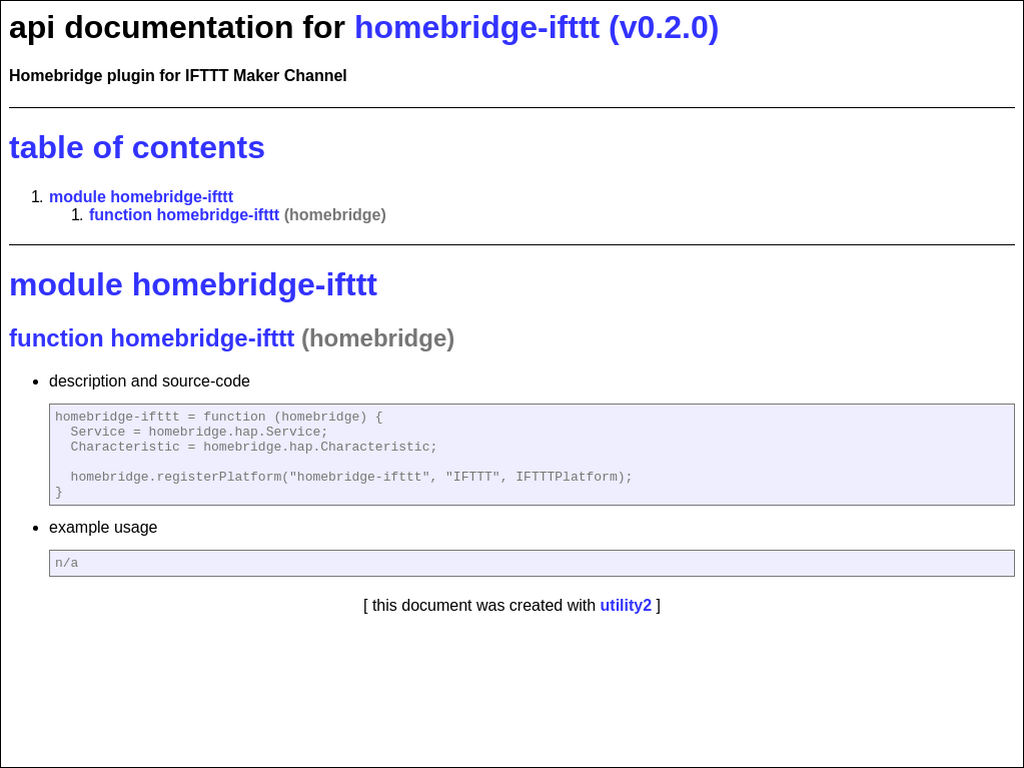 api documentation for homebridge-ifttt (v0.2.0)
Homebridge plugin for IFTTT Maker Channel
table of contents
1. module homebridge-ifttt
1. function homebridge-ifttt (homebridge)
module homebridge-ifttt
function homebridge-ifttt (homebridge)
• description and source-code
homebridge-ifttt = function (homebridge) {
  Service = homebridge.hap.Service;
  Characteristic = homebridge.hap.Characteristic;
  homebridge.registerPlatform("homebridge-ifttt", "IFTTT", IFTTTPlatform);
}
• example usage
n/a
[ this document was created with utility2 ]